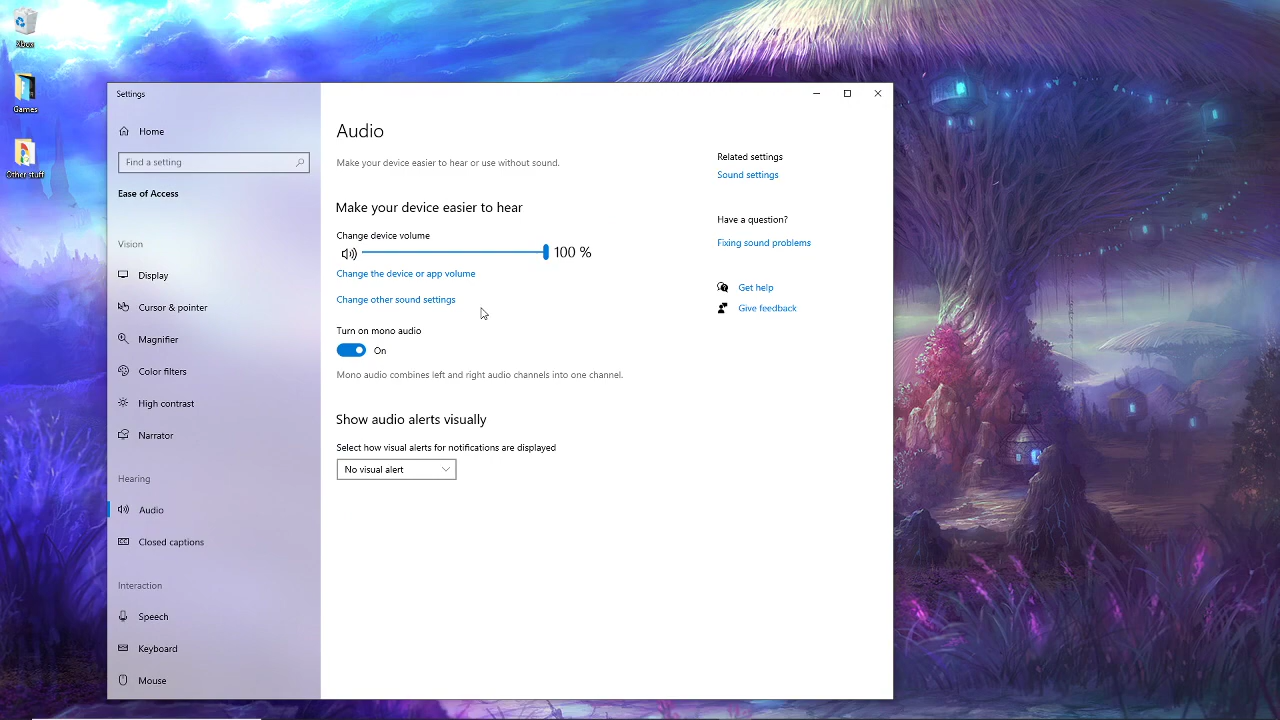 Xbox
Games
Other stuff
Settings
Home
Find a setting
Ease of Access
Vision
Display
Cursor & pointer
Magnifier
Color filters
High contrast
Narrator
Hearing
Audio
Closed captions
Interaction
Speech
Keyboard
Mouse
Audio
Make your device easier to hear or use without sound.
Make your device easier to hear
Change device volume
100 %
Change the device or app volume
Change other sound settings
Turn on mono audio
On
Mono audio combines left and right audio channels into one channel.
Show audio alerts visually
Select how visual alerts for notifications are displayed
No visual alert
Related settings
Sound settings
Have a question?
Fixing sound problems
Get help
Give feedback